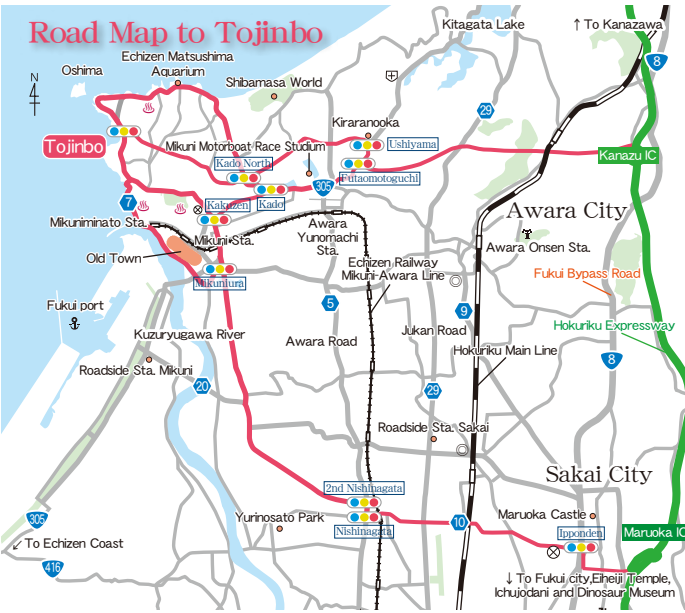 Road Map to Tojinbo
Kitagata Lake
↑ To Kanazawa
Echizen Matsushima
Aquarium
Oshima
Shibamasa World
8
N
4
29
Kiraranooka
Tojinbo
Mikuni Motorboat Race Studium
Ushiyama
Kanazu IC
Kado North
Futaomotoguchi
305
Kado
7
Kakuzen
Awara City
Mikuniminato Sta.
Mikuni Sta.
Awara
Yunomachi
Sta.
Awara Onsen Sta.
Old Town
Echizen Railway
Mikuni-Awara Line
Mikuniura
Fukui Bypass Road
Fukui port
5
9
Kuzuryugawa River
Jukan Road
Hokuriku Expressway
Awara Road
Hokuriku Main Line
8
Roadside Sta. Mikuni
20
29
Roadside Sta. Sakai
Sakai City
2nd Nishinagata
305
Yurinosato Park
Nishinagata
10
Maruoka Castle
Ipponden
Maruoka IC
↙ To Echizen Coast
416
↓ To Fukui city,Eiheiji Temple,
Ichujodani and Dinosaur Museum